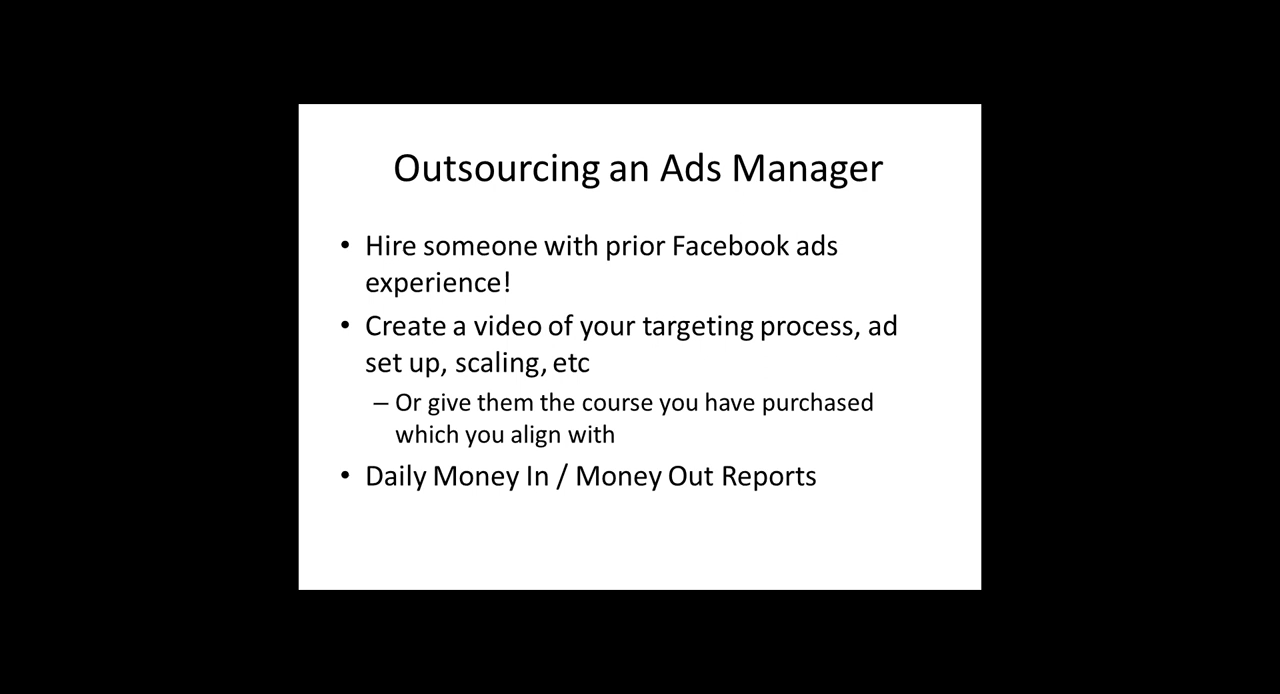 Outsourcing an Ads Manager
• Hire someone with prior Facebook ads
experience!
• Create a video of your targeting process, ad
set up, scaling, etc
– Or give them the course you have purchased
which you align with
• Daily Money In / Money Out Reports